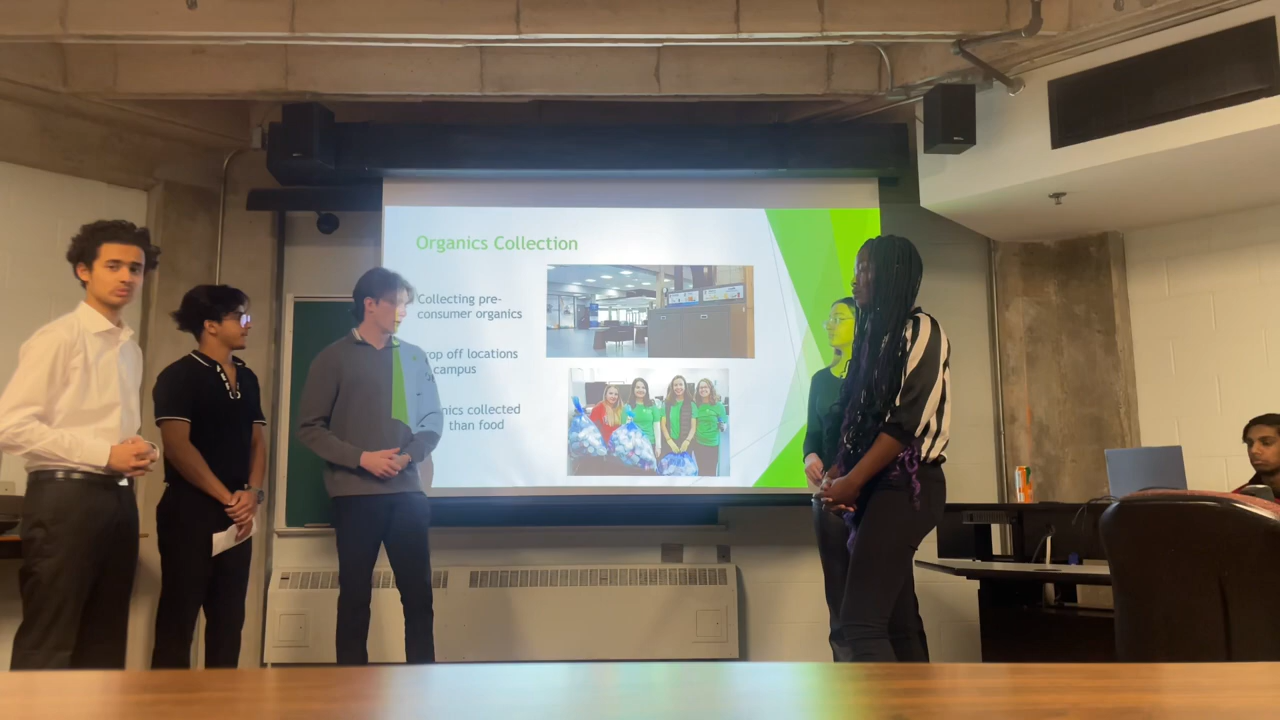 Organics Collection
Collecting pre-
consumer organics
rop off locations
campus
nics collected
than food